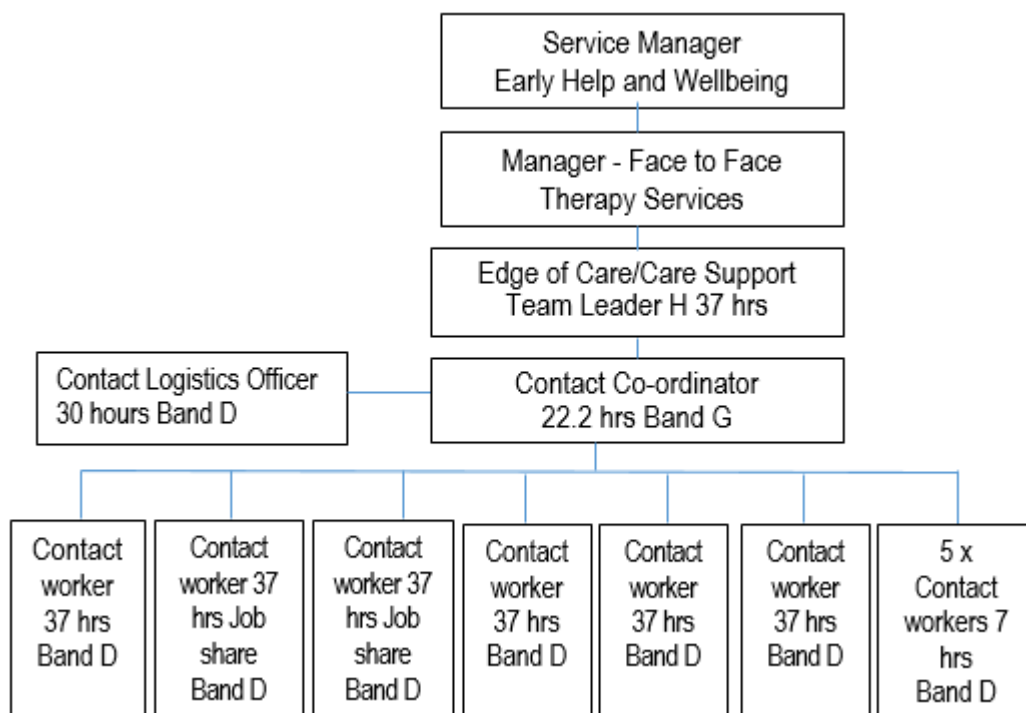 Service Manager
Early Help and Wellbeing
Manager - Face to Face
Therapy Services
Edge of Care/Care Support
Team Leader H 37 hrs
Contact Logistics Officer
30 hours Band D
Contact Co-ordinator
22.2 hrs Band G
Contact
worker
37 hrs
Band D
Contact
worker 37
hrs Job
share
Band D
Contact
worker 37
hrs Job
share
Band D
Contact
worker
37 hrs
Band D
Contact
worker
37 hrs
Band D
Contact
worker
37 hrs
Band D
5 x
Contact
workers 7
hrs
Band D